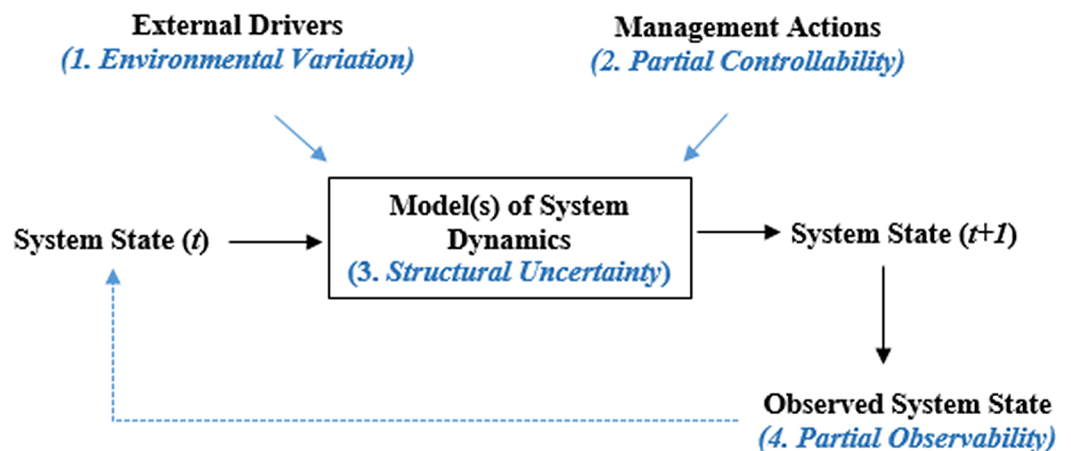 External Drivers
(1. Environmental Variation)
Management Actions
(2. Partial Controllability)
Model(s) of System
Dynamics
(3. Structural Uncertainty)
System State (t)
System State (t+1)
Observed System State
(4. Partial Observability)